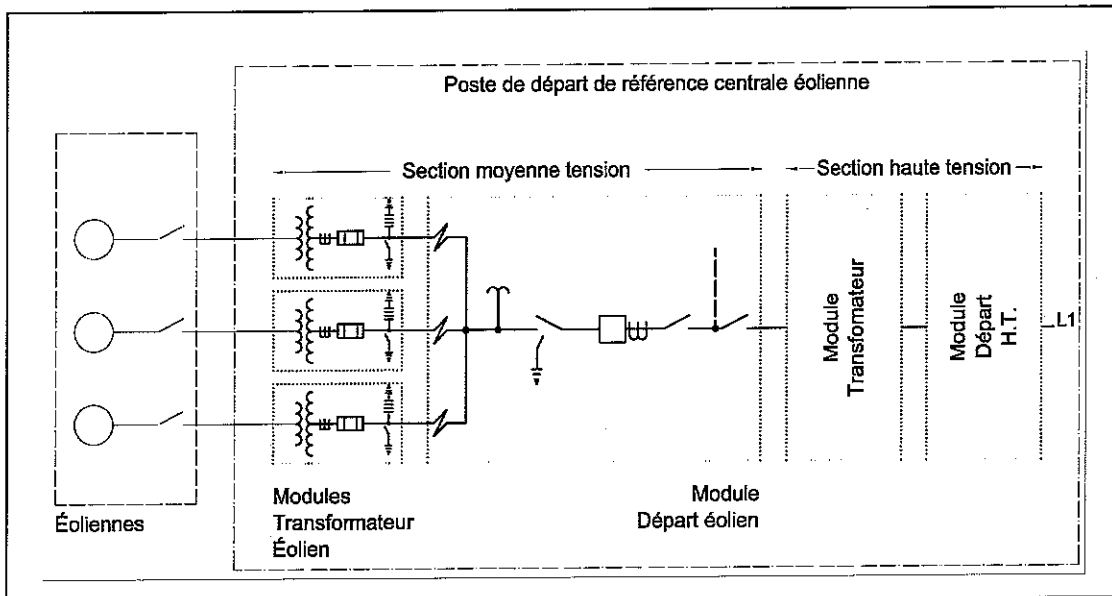 Poste de départ de référence centrale éolienne
Section moyenne tension
Section haute tension
Module
Transfomateur
Module
Départ
H.T.
L1
Éoliennes
Modules
Transformateur
Éolien
Module
Départ éolien